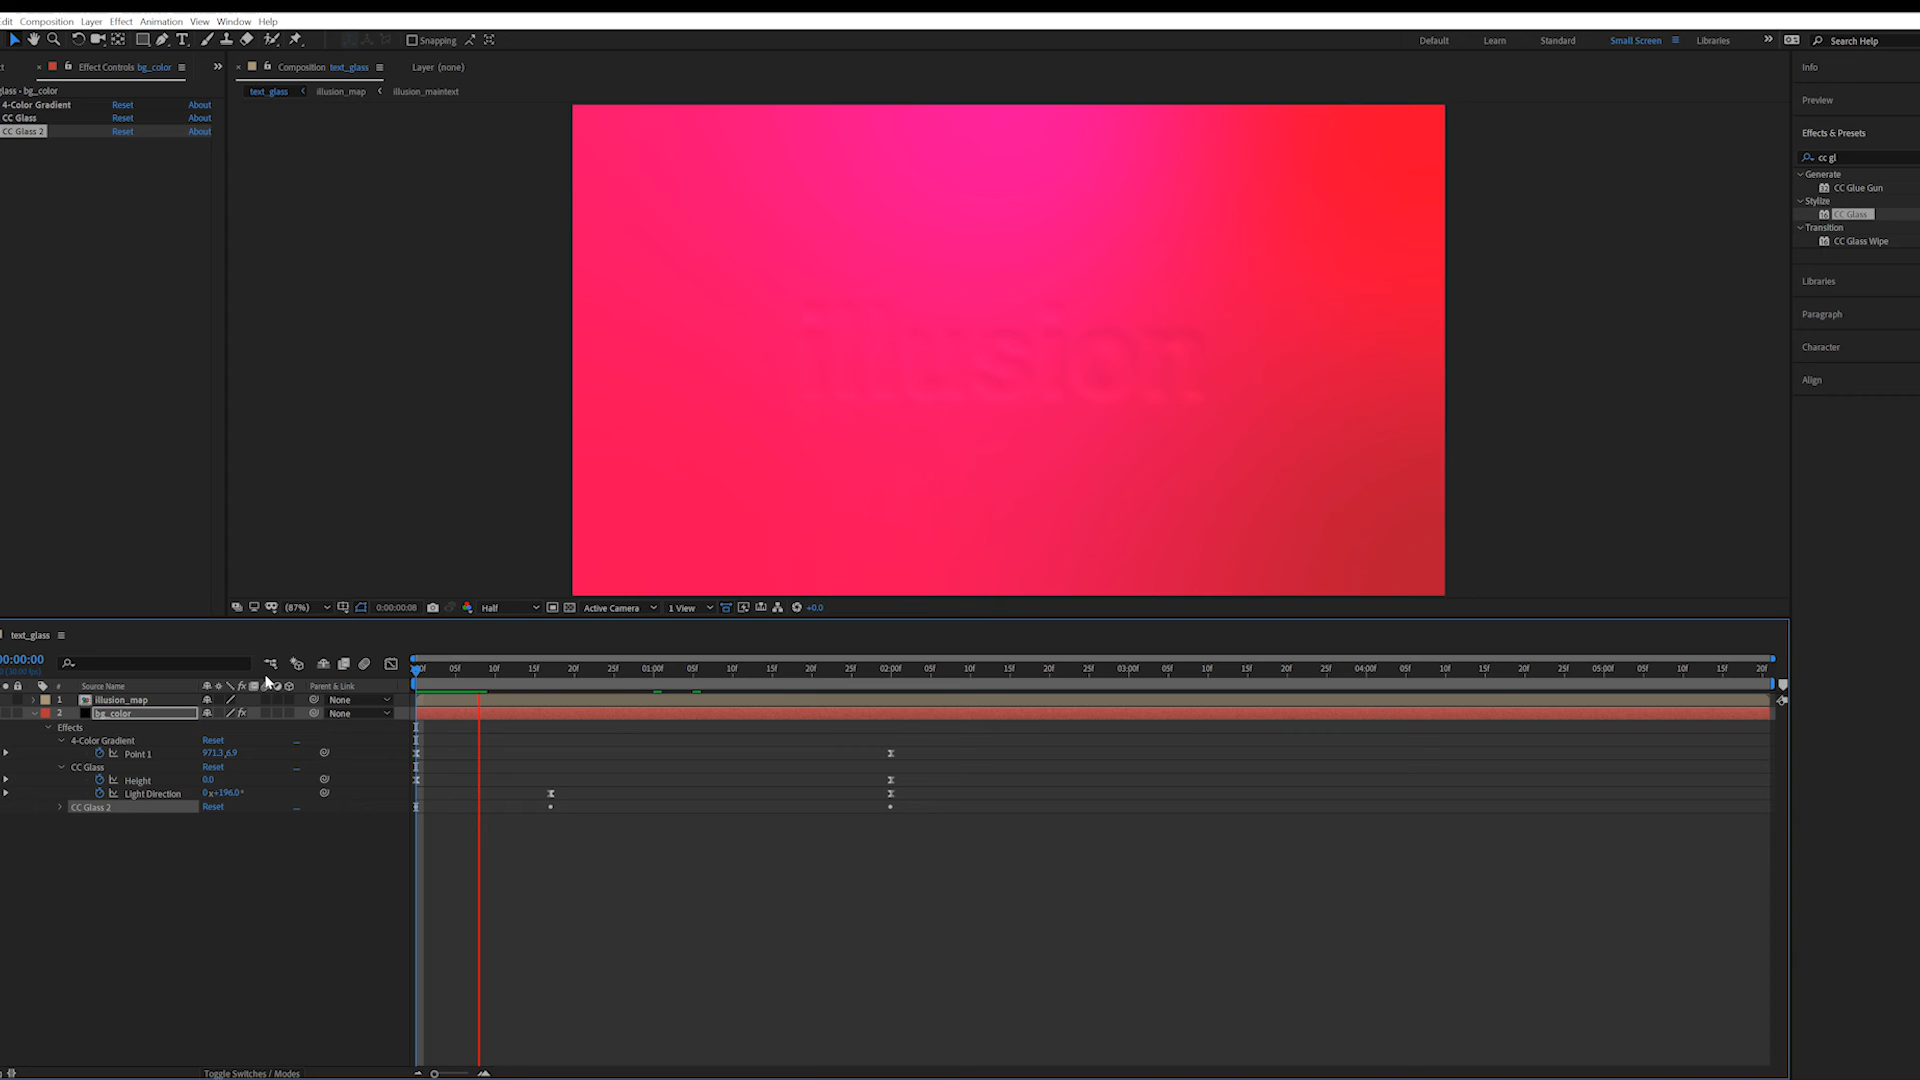 Edit Composition Layer Effect Animation View Window Help
Snapping
Default Learn Standard Small Screen Libraries Search Help
Effect Controls bg_color
Composition text_glass
Layer (none)
text_glass illusion_map illusion_maintext
glass - bg_color
4-Color Gradient Reset About
CC Glass Reset About
CC Glass 2 Reset About
illusion
Info
Preview
Effects & Presets
cc gl
Generate
CC Glue Gun
Stylize
CC Glass
Transition
CC Glass Wipe
Libraries
Paragraph
Character
Align
(87%) 0:00:00:08 Half Active Camera 1 View +0.0
text_glass
00:00:00
05f 10f 15f 20f 25f 01:00f 05f 10f 15f 20f 25f 02:00f 05f 10f 15f 20f 25f 03:00f 05f 10f 15f 20f 25f 04:00f 05f 10f 15f 20f 25f 05:00f 05f 10f 15f 20f
# Source Name fx Parent & Link
1 illusion_map None
2 bg_color fx None
Effects
4-Color Gradient Reset ...
Point 1 971.3,6.9
CC Glass Reset ...
Height 0.0
Light Direction 0x+196.0°
CC Glass 2 Reset ...
Toggle Switches / Modes